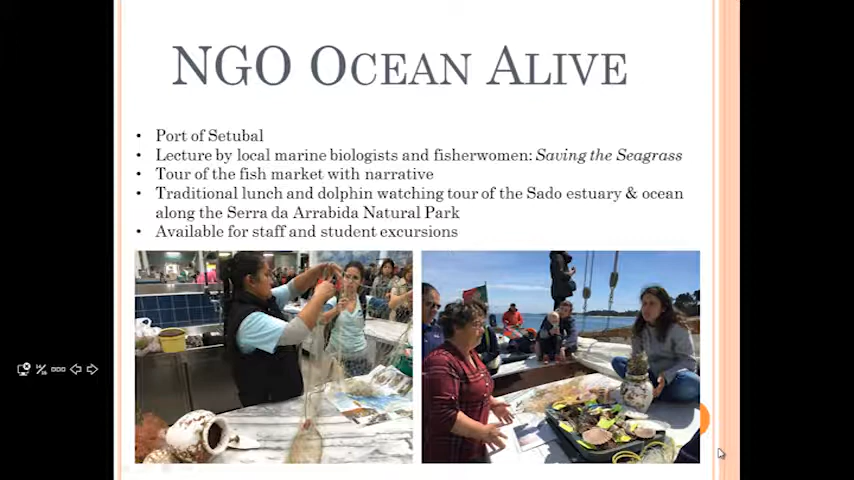 NGO OCEAN ALIVE
• Port of Setubal
• Lecture by local marine biologists and fisherwomen: Saving the Seagrass
• Tour of the fish market with narrative
• Traditional lunch and dolphin watching tour of the Sado estuary & ocean
along the Serra da Arrabida Natural Park
• Available for staff and student excursions